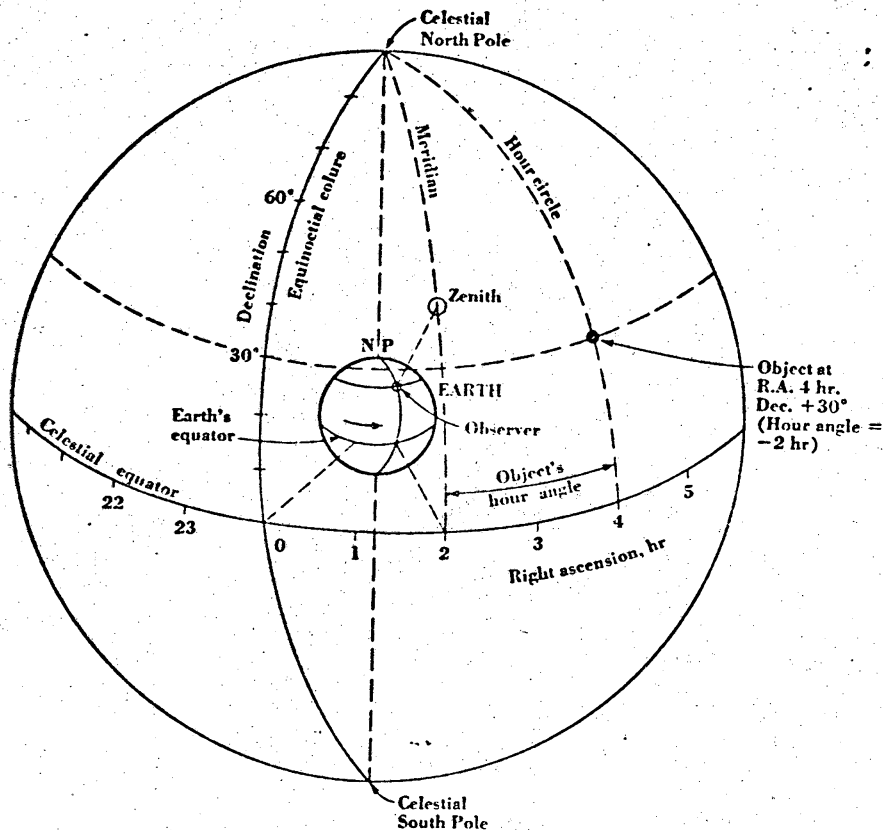 Celestial
North Pole
Meridian
Hour circle
60°
Declination
Equinoctial colure
Zenith
30°
NP
EARTH
Object at
R.A. 4 hr.
Dec. +30°
(Hour angle =
-2 hr)
Earth's
equator
Observer
Celestial equator
Object's
hour angle
22
23
0
1
2
3
4
5
Right ascension, hr
Celestial
South Pole